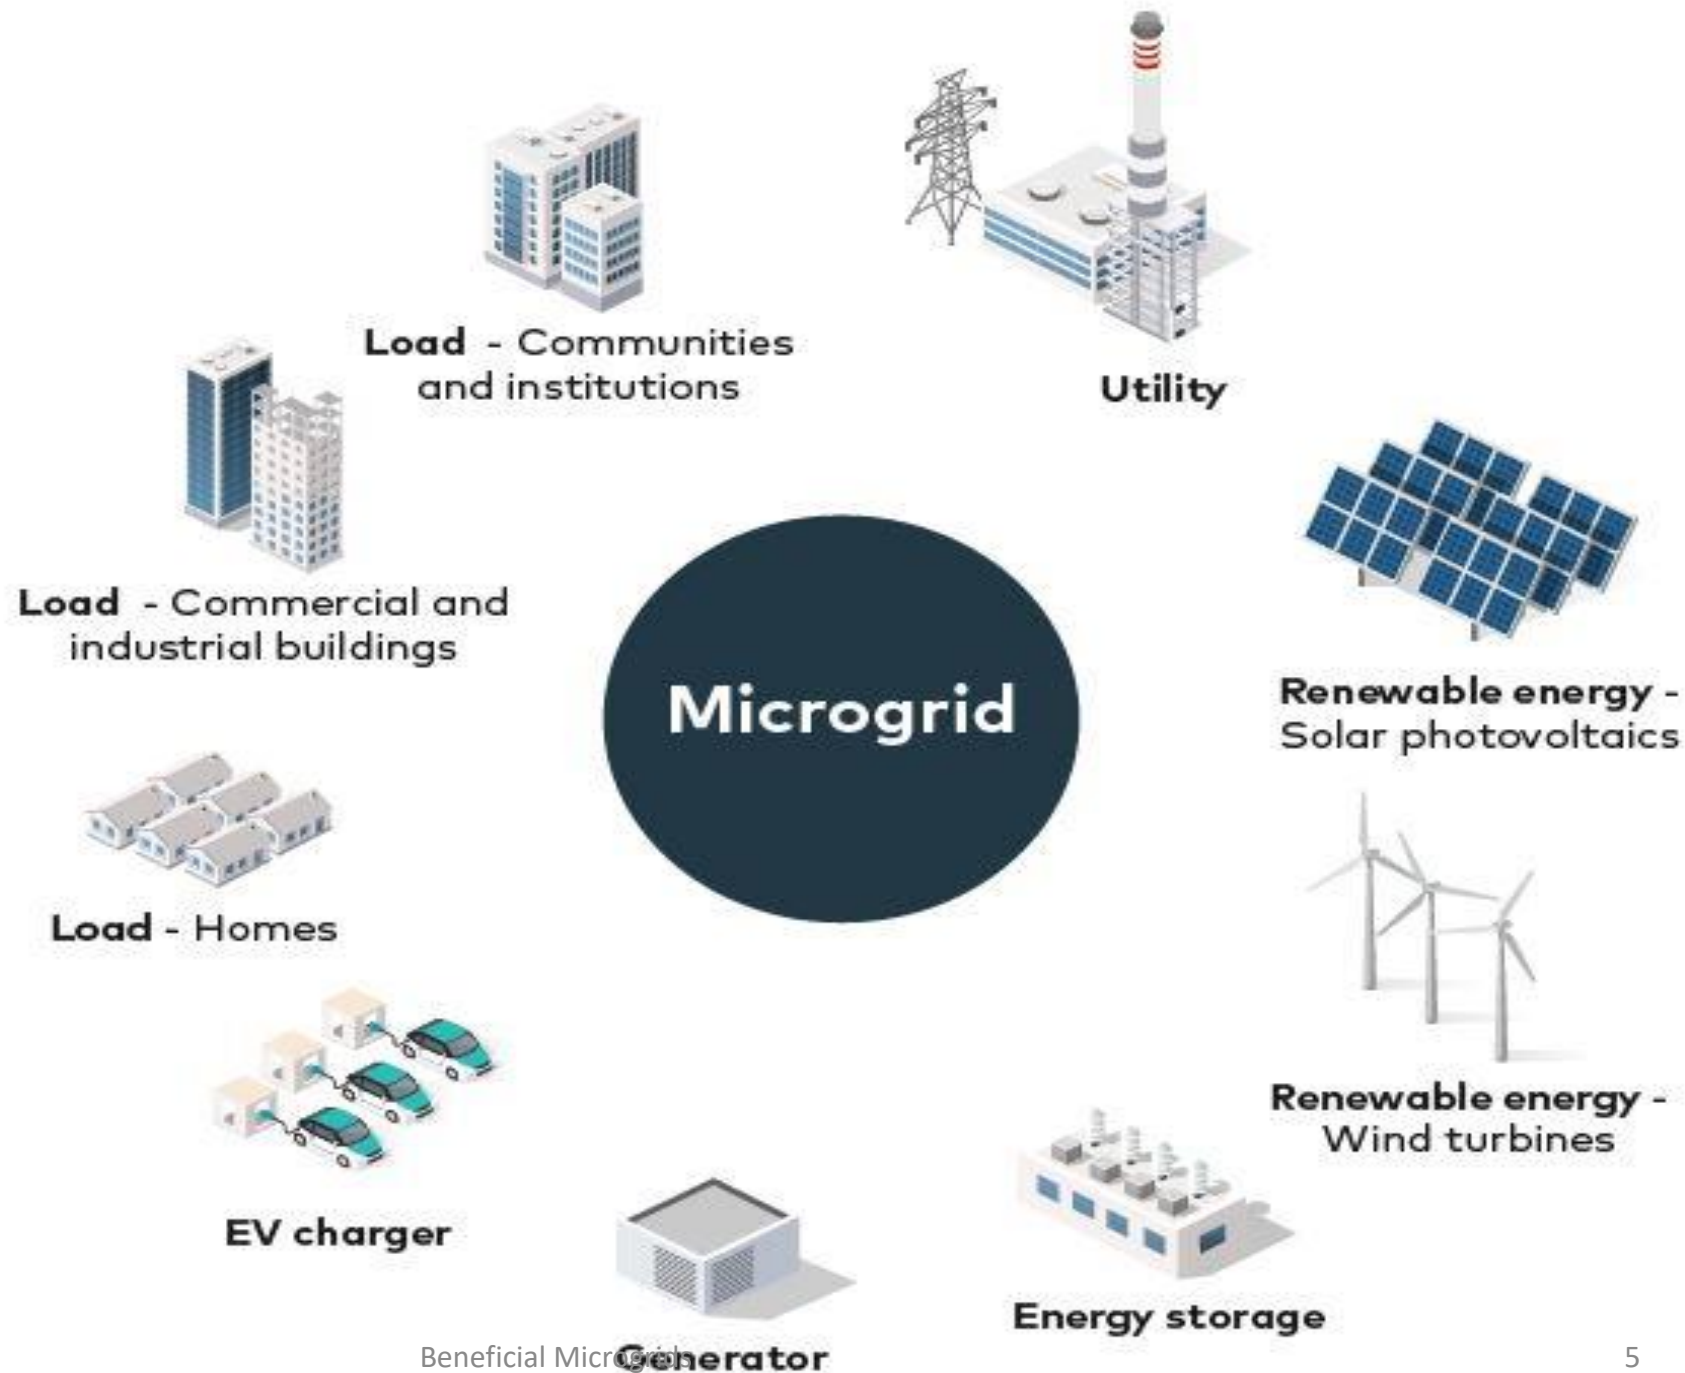 Load - Communities
and institutions
Utility
Load - Commercial and
industrial buildings
Microgrid
Renewable energy -
Solar photovoltaics
Load - Homes
Renewable energy -
Wind turbines
EV charger
Energy storage
Generator
Beneficial Microgrids
5